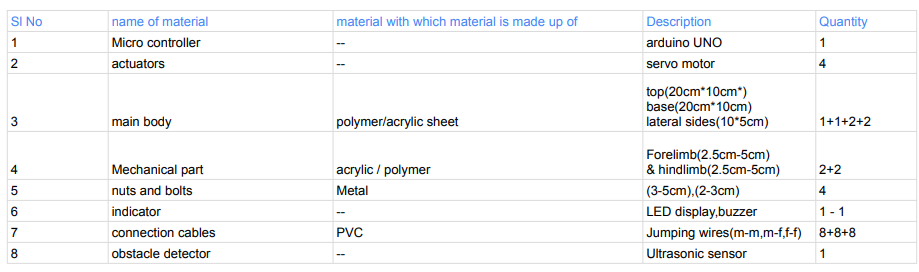 Sl No name of material material with which material is made up of Description Quantity
1 Micro controller -- arduino UNO 1
2 actuators -- servo motor 4
top(20cm*10cm*)
base(20cm*10cm)
3 main body polymer/acrylic sheet lateral sides(10*5cm) 1+1+2+2
Forelimb(2.5cm-5cm)
4 Mechanical part acrylic / polymer & hindlimb(2.5cm-5cm) 2+2
5 nuts and bolts Metal (3-5cm),(2-3cm) 4
6 indicator -- LED display,buzzer 1 - 1
7 connection cables PVC Jumping wires(m-m,m-f,f-f) 8+8+8
8 obstacle detector -- Ultrasonic sensor 1